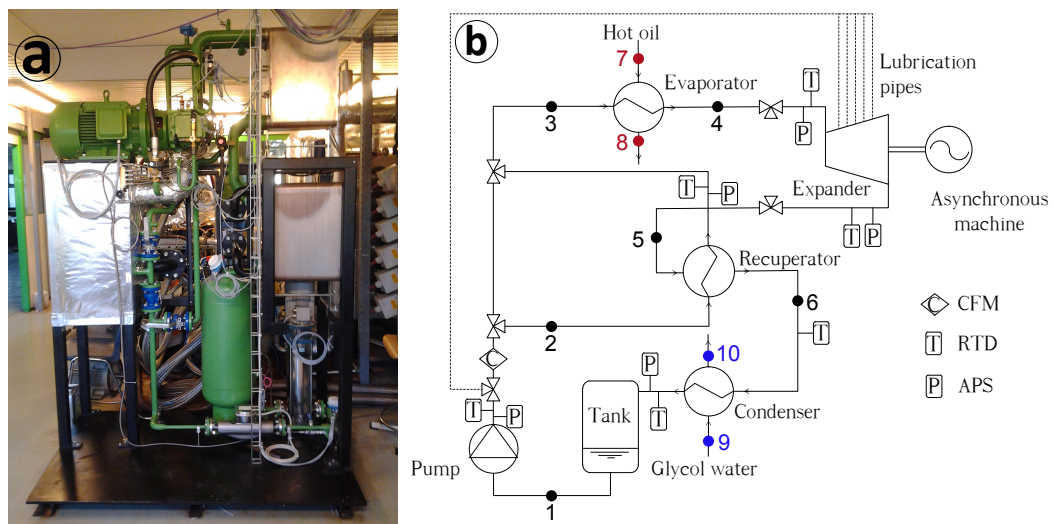 a
b
Hot oil
7
Evaporator
Lubrication
pipes
T
P
3
4
8
T
P
Expander
Asynchronous
machine
T
P
5
Recuperator
6
C
CFM
T
RTD
P
APS
2
T
10
C
P
T
Tank
Condenser
T
P
9
Pump
Glycol water
1